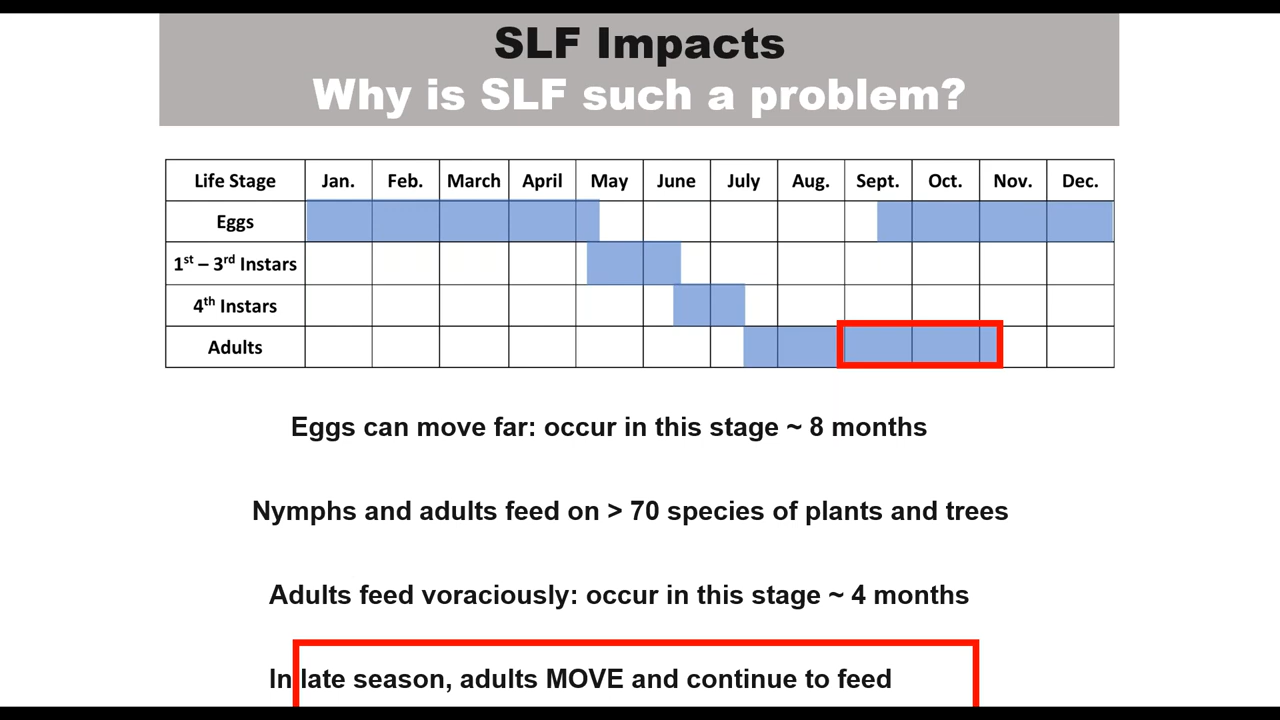 SLF Impacts
Why is SLF such a problem?
Life Stage Jan. Feb. March April May June July Aug. Sept. Oct. Nov. Dec.
Eggs
1st – 3rd Instars
4th Instars
Adults
Eggs can move far: occur in this stage ~ 8 months
Nymphs and adults feed on > 70 species of plants and trees
Adults feed voraciously: occur in this stage ~ 4 months
In late season, adults MOVE and continue to feed